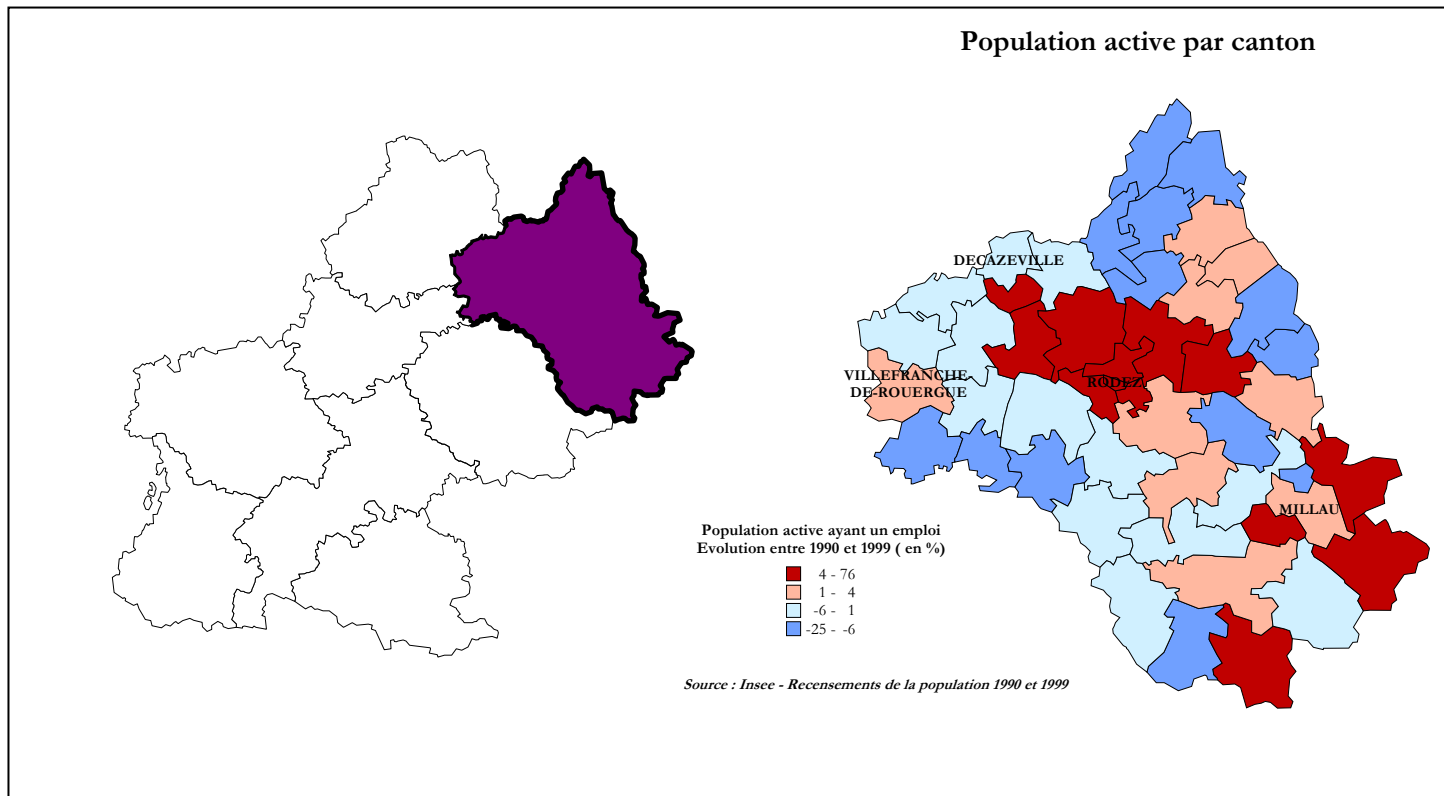 Population active par canton
DECAZEVILLE
VILLEFRANCHE-
DE-ROUERGUE
RODEZ
MILLAU
Population active ayant un emploi
Evolution entre 1990 et 1999 ( en %)
4 - 76
1 - 4
-6 - 1
-25 - -6
Source : Insee - Recensements de la population 1990 et 1999